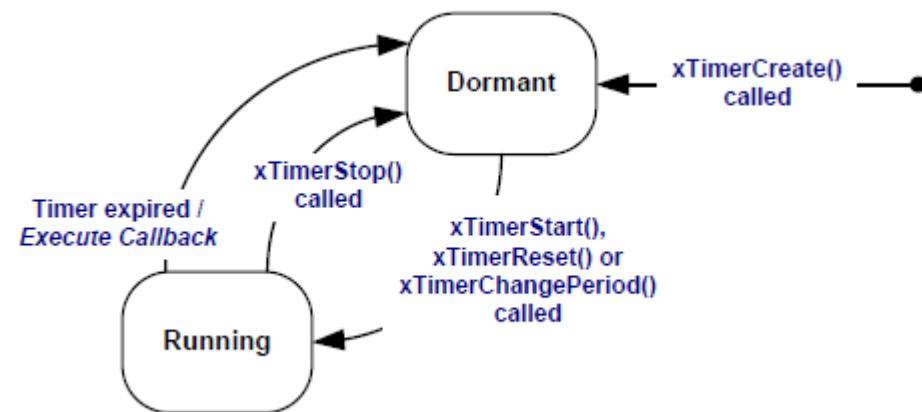 Dormant
xTimerCreate()
called
xTimerStop()
called
Timer expired /
Execute Callback
xTimerStart(),
xTimerReset() or
xTimerChangePeriod()
called
Running